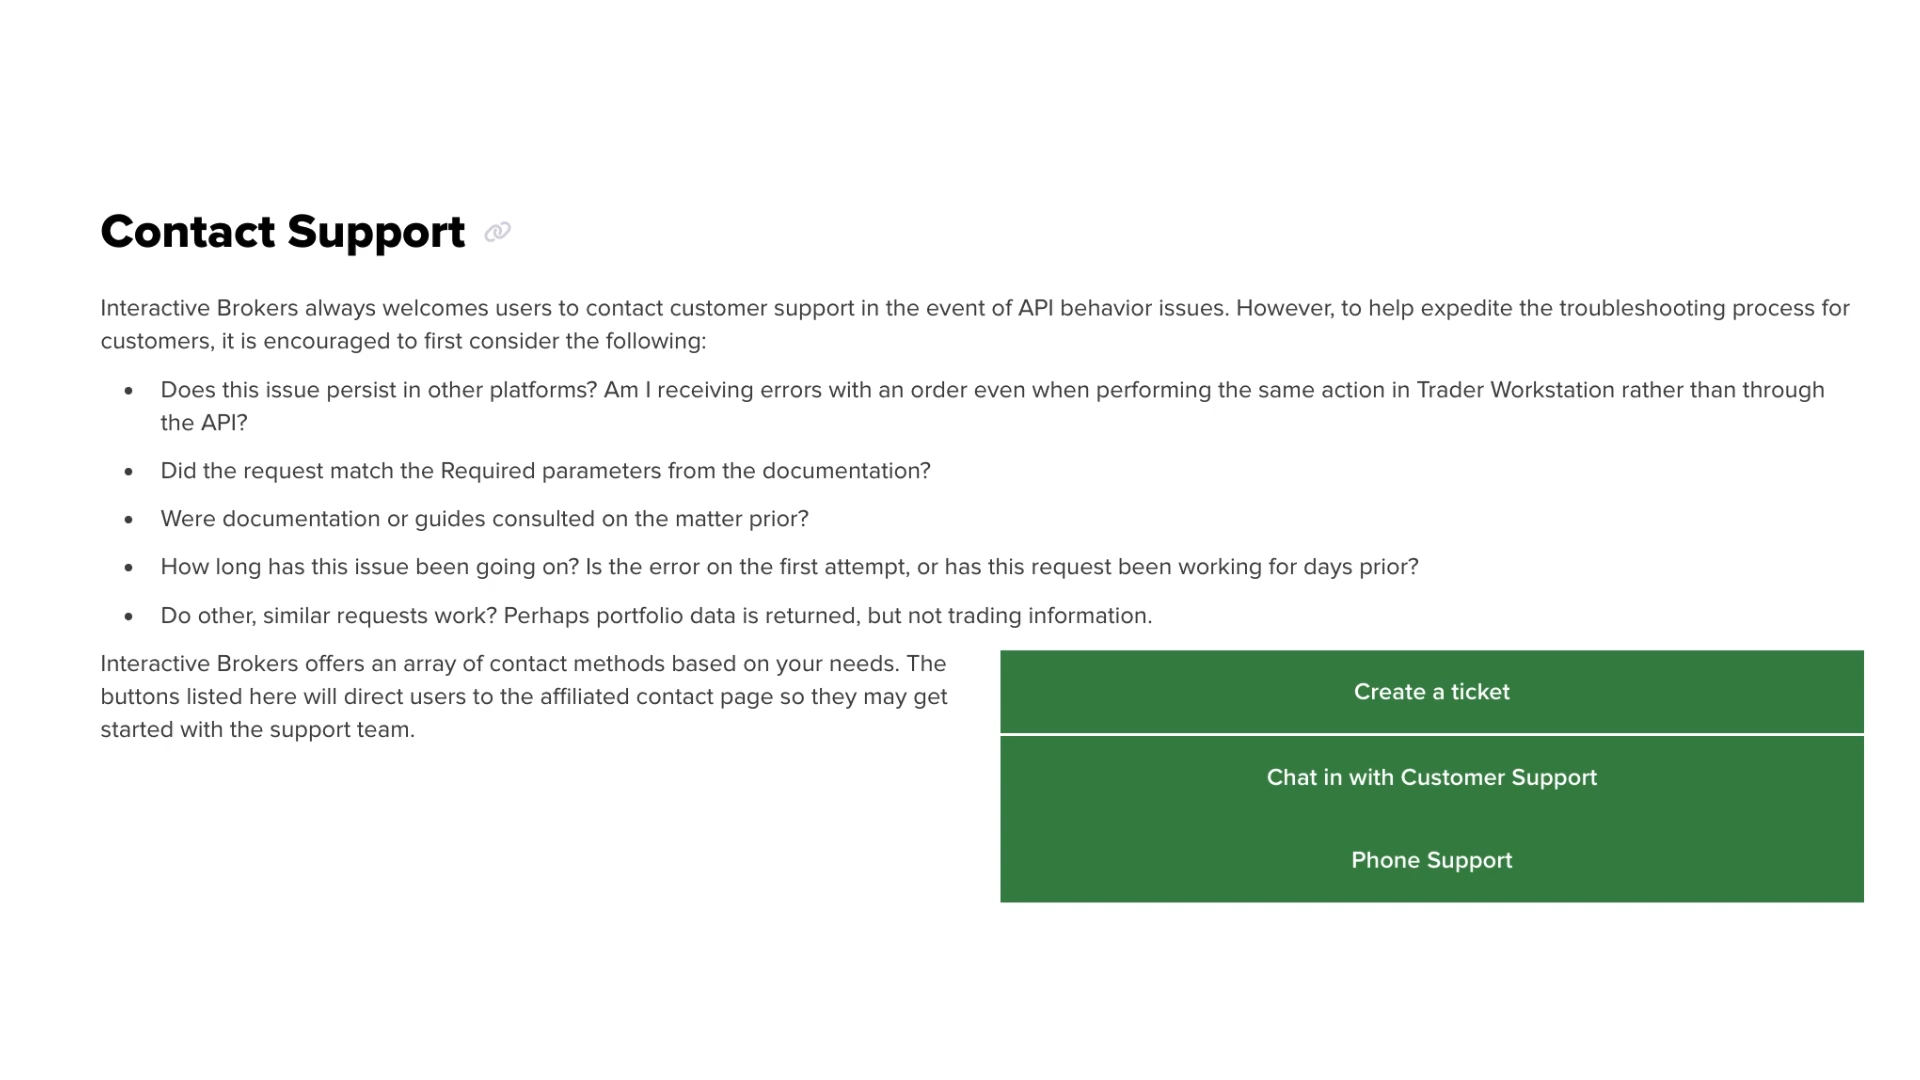 Contact Support
Interactive Brokers always welcomes users to contact customer support in the event of API behavior issues. However, to help expedite the troubleshooting process for
customers, it is encouraged to first consider the following:
• Does this issue persist in other platforms? Am I receiving errors with an order even when performing the same action in Trader Workstation rather than through
the API?
• Did the request match the Required parameters from the documentation?
• Were documentation or guides consulted on the matter prior?
• How long has this issue been going on? Is the error on the first attempt, or has this request been working for days prior?
• Do other, similar requests work? Perhaps portfolio data is returned, but not trading information.
Interactive Brokers offers an array of contact methods based on your needs. The
buttons listed here will direct users to the affiliated contact page so they may get
started with the support team.
Create a ticket
Chat in with Customer Support
Phone Support